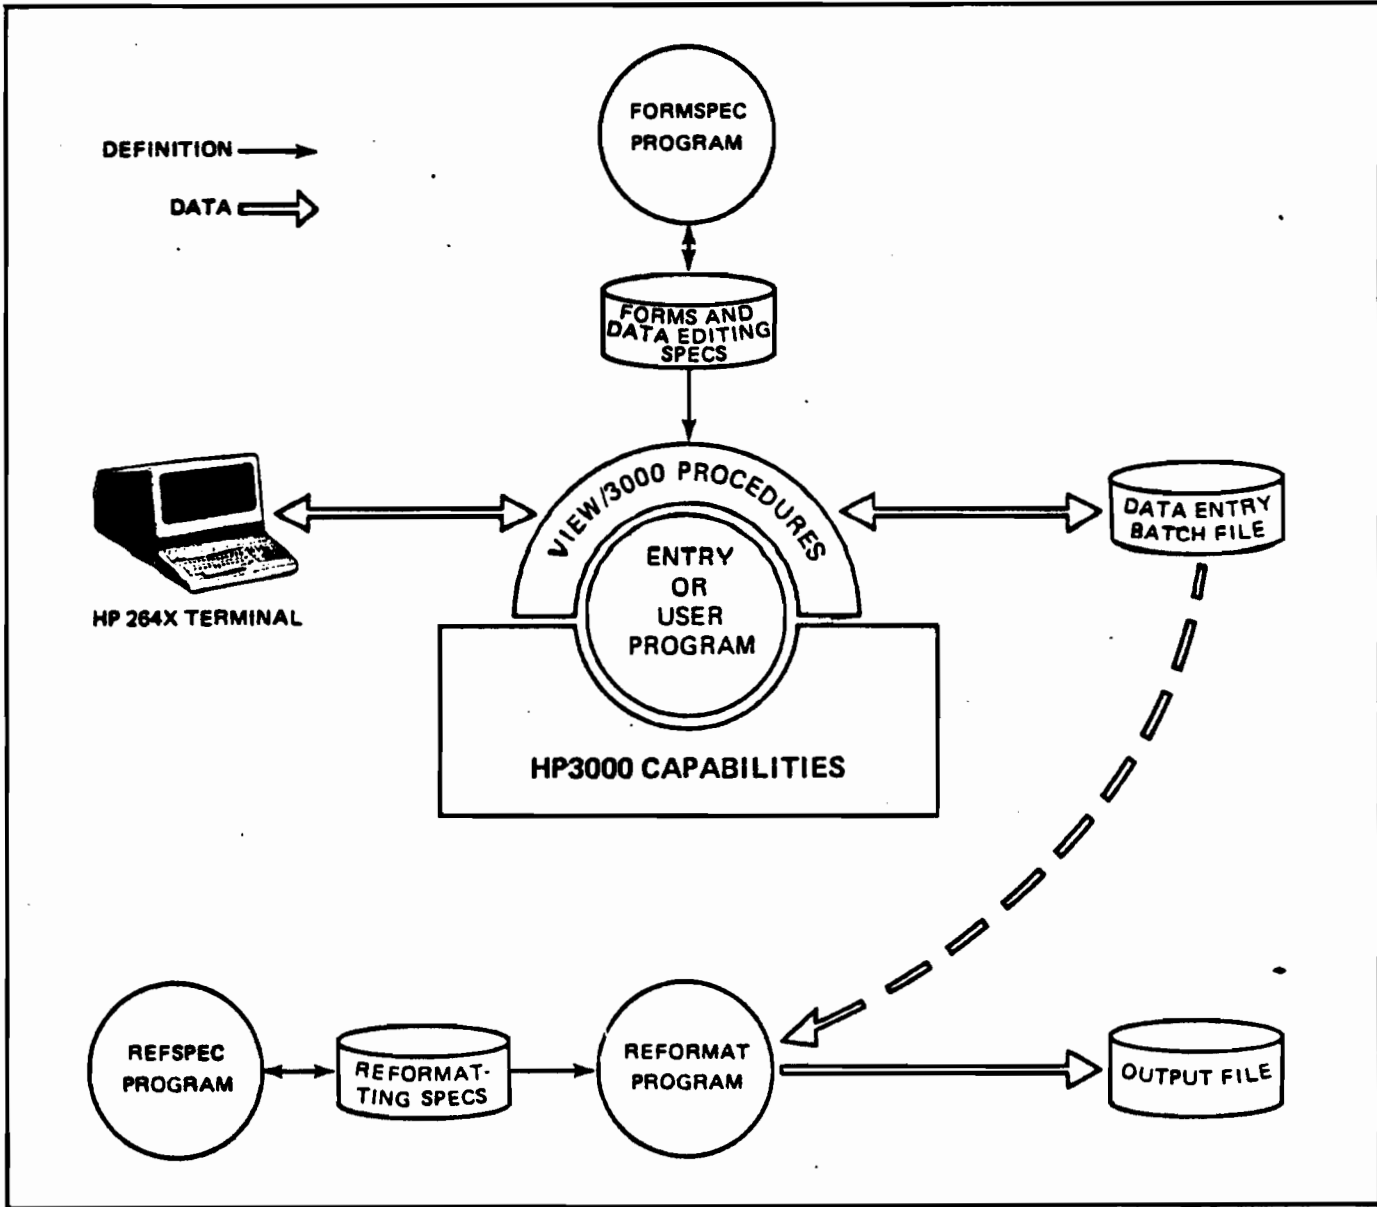 FORMSPEC
PROGRAM
DEFINITION
DATA
FORMS AND
DATA EDITING
SPECS
VIEW/3000 PROCEDURES
DATA ENTRY
BATCH FILE
ENTRY
OR
USER
PROGRAM
HP 264X TERMINAL
HP3000 CAPABILITIES
REFSPEC
PROGRAM
REFORMAT-
TING SPECS
REFORMAT
PROGRAM
OUTPUT FILE